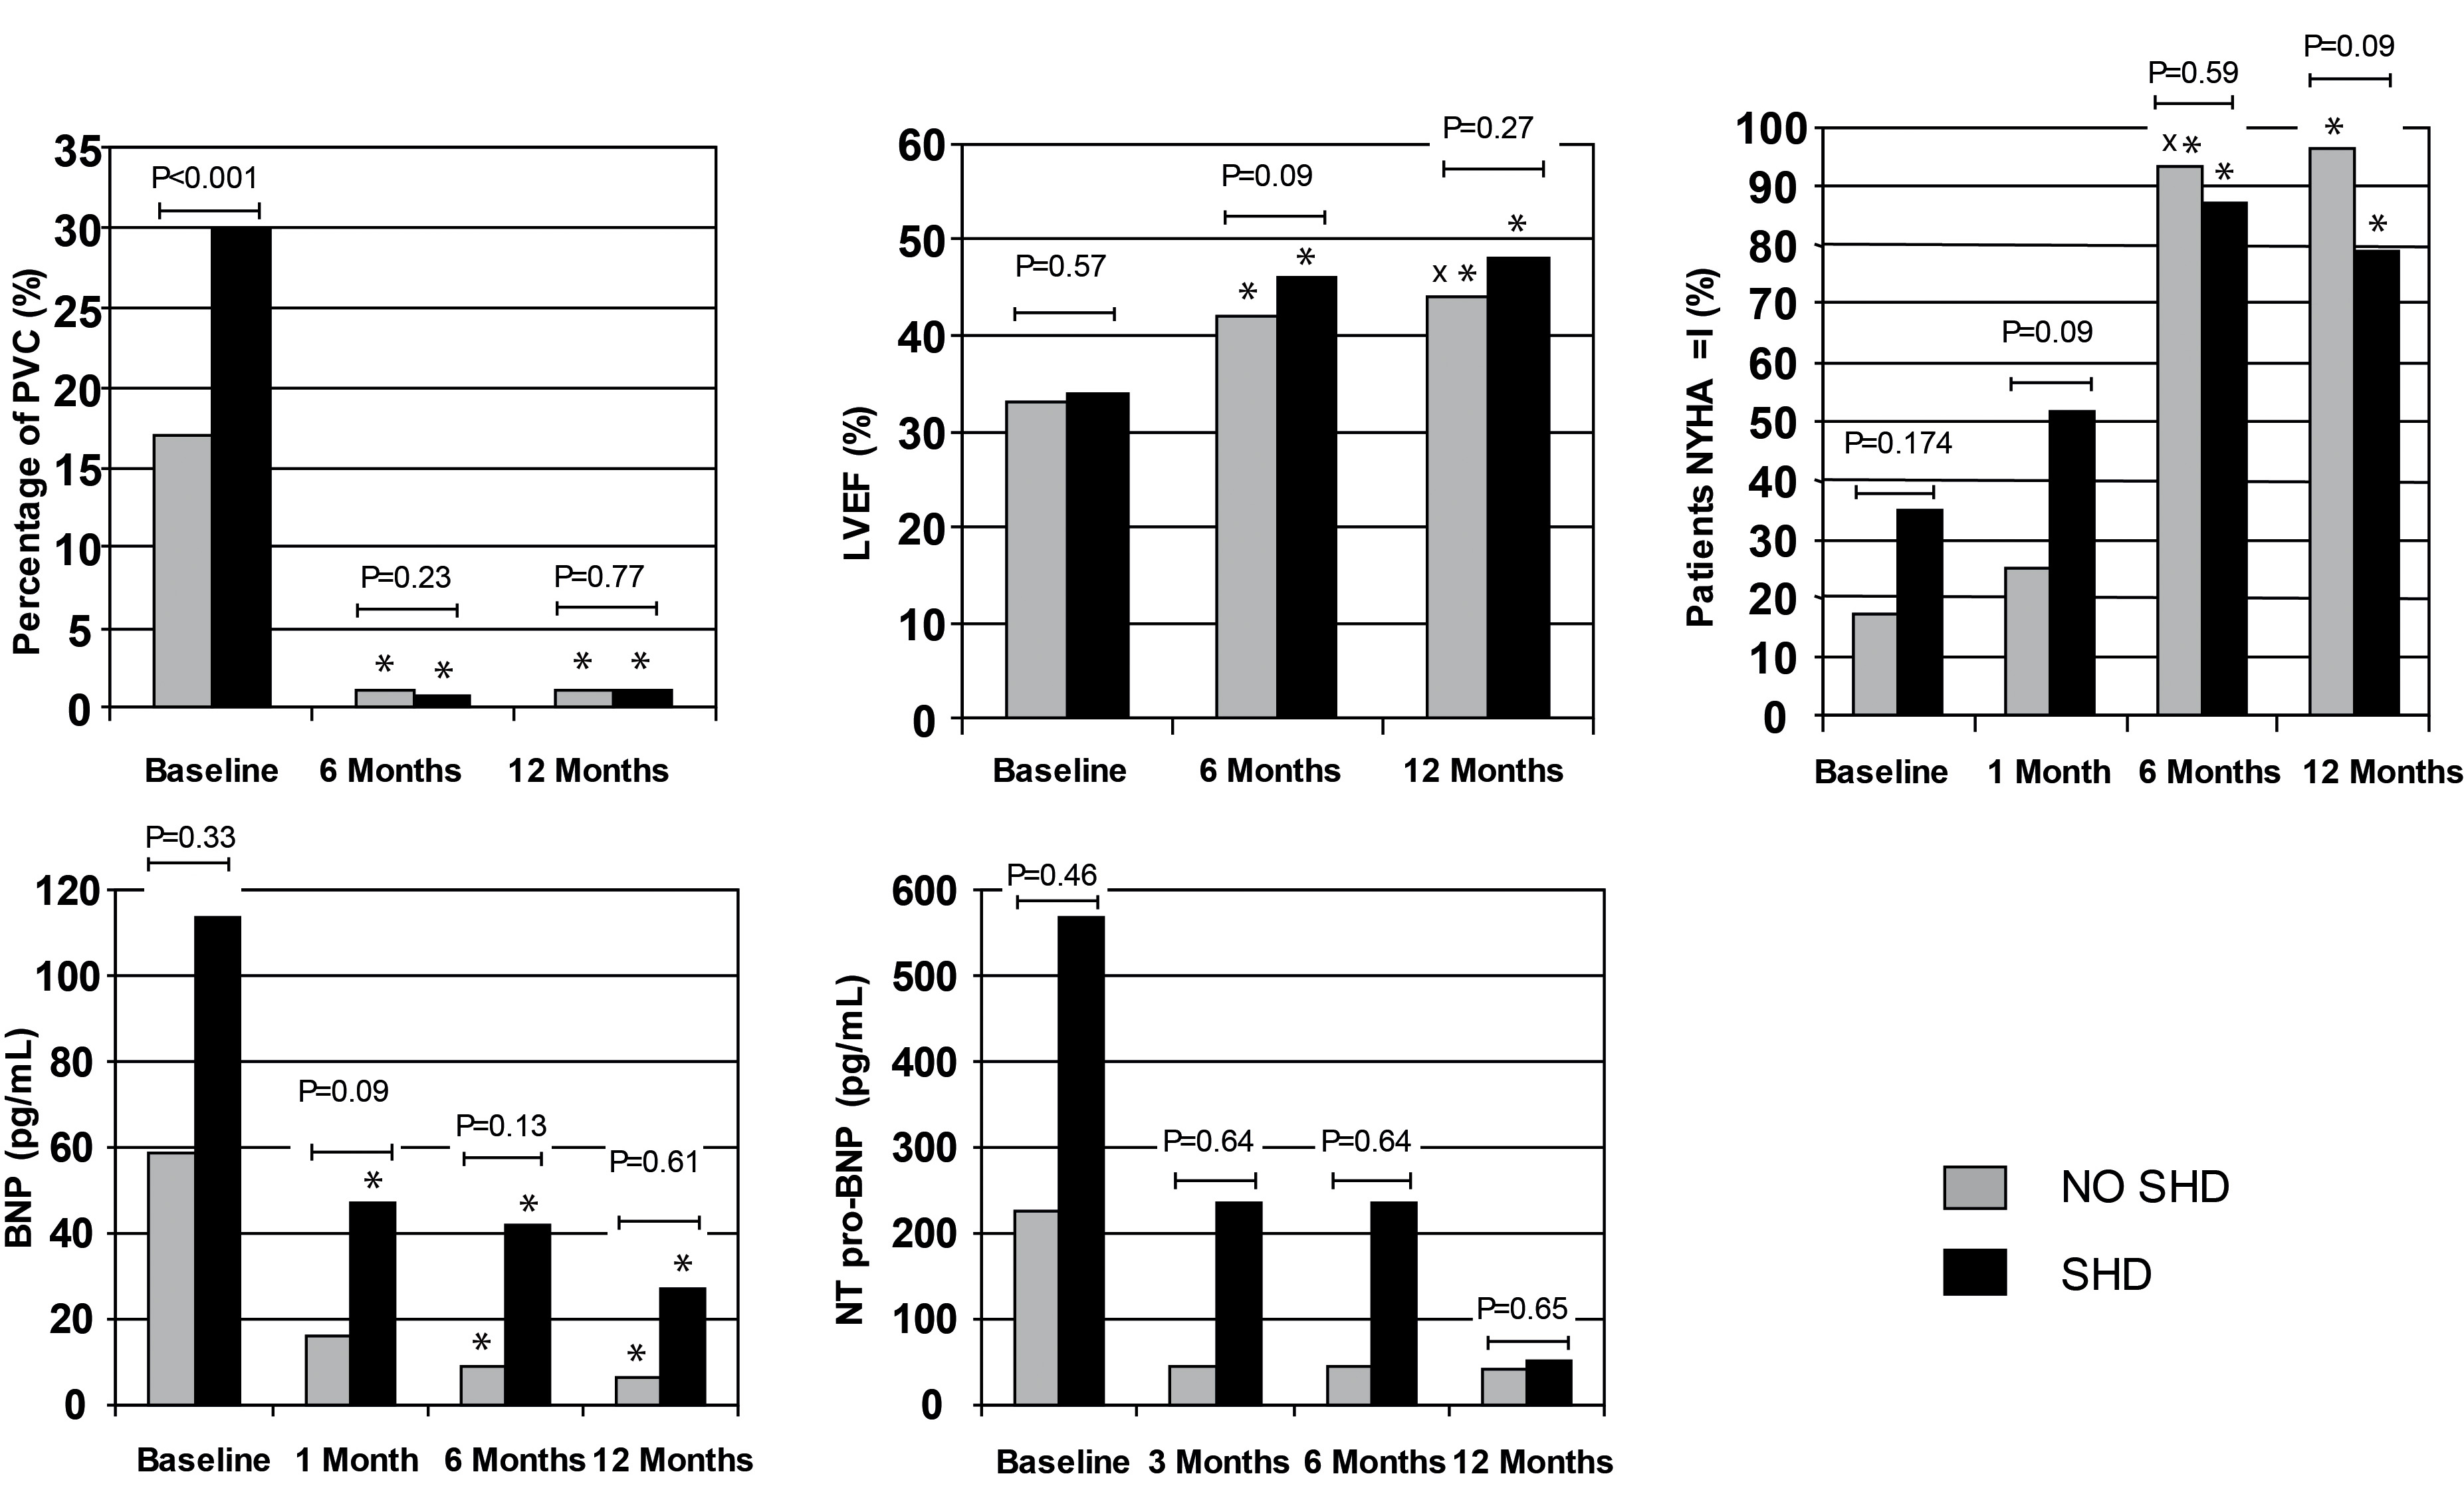 Percentage of PVC (%)
35
30
25
20
15
10
5
0
P<0.001
P=0.23
P=0.77
* * * *
Baseline 6 Months 12 Months
LVEF (%)
60
50
40
30
20
10
0
P=0.57
P=0.09
P=0.27
* * x * *
Baseline 6 Months 12 Months
Patients NYHA =I (%)
100
90
80
70
60
50
40
30
20
10
0
P=0.174
P=0.09
P=0.59
P=0.09
x * * * *
Baseline 1 Month 6 Months 12 Months
BNP (pg/mL)
120
100
80
60
40
20
0
P=0.33
P=0.09
P=0.13
P=0.61
* * * * *
Baseline 1 Month 6 Months 12 Months
NT pro-BNP (pg/mL)
600
500
400
300
200
100
0
P=0.46
P=0.64
P=0.64
P=0.65
Baseline 3 Months 6 Months 12 Months
NO SHD
SHD